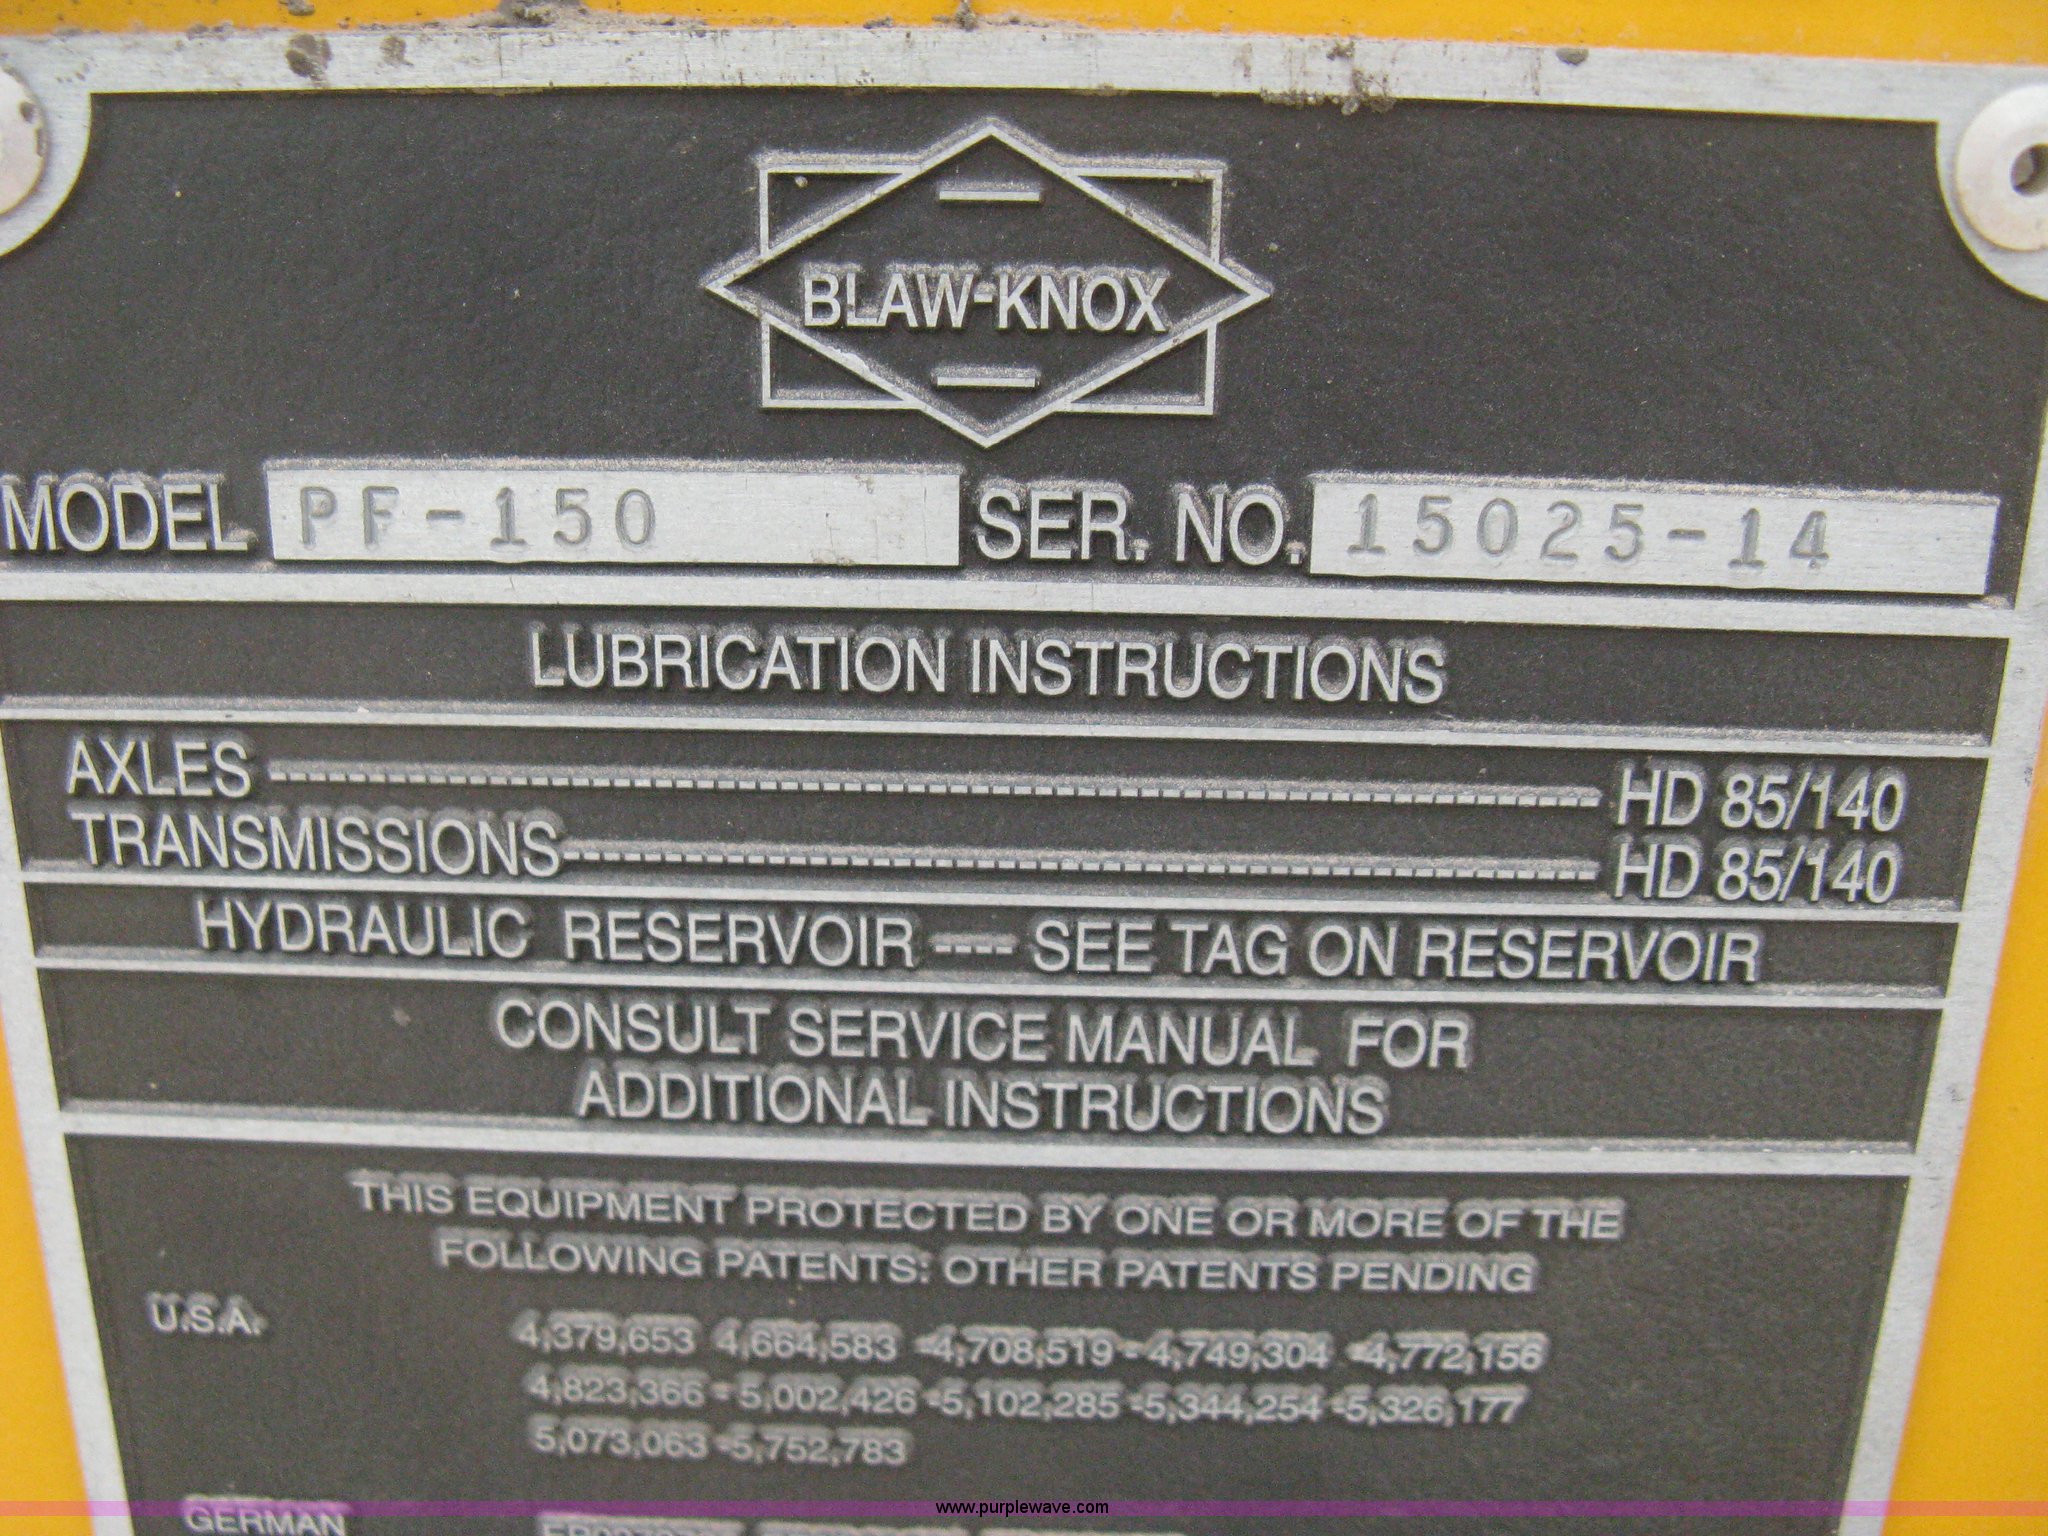 BLAW-KNOX
MODEL PF-150 SER. NO. 15025-14
LUBRICATION INSTRUCTIONS
AXLES HD 85/140
TRANSMISSIONS HD 85/140
HYDRAULIC RESERVOIR ---- SEE TAG ON RESERVOIR
CONSULT SERVICE MANUAL FOR
ADDITIONAL INSTRUCTIONS
THIS EQUIPMENT PROTECTED BY ONE OR MORE OF THE
FOLLOWING PATENTS: OTHER PATENTS PENDING
U.S.A. 4,379,653 4,664,583 -4,708,519 - 4,749,304 -4,772,156
4,823,366 - 5,002,426 -5,102,285 -5,344,254 -5,326,177
5,073,063 -5,752,783
GERMAN
www.purplewave.com